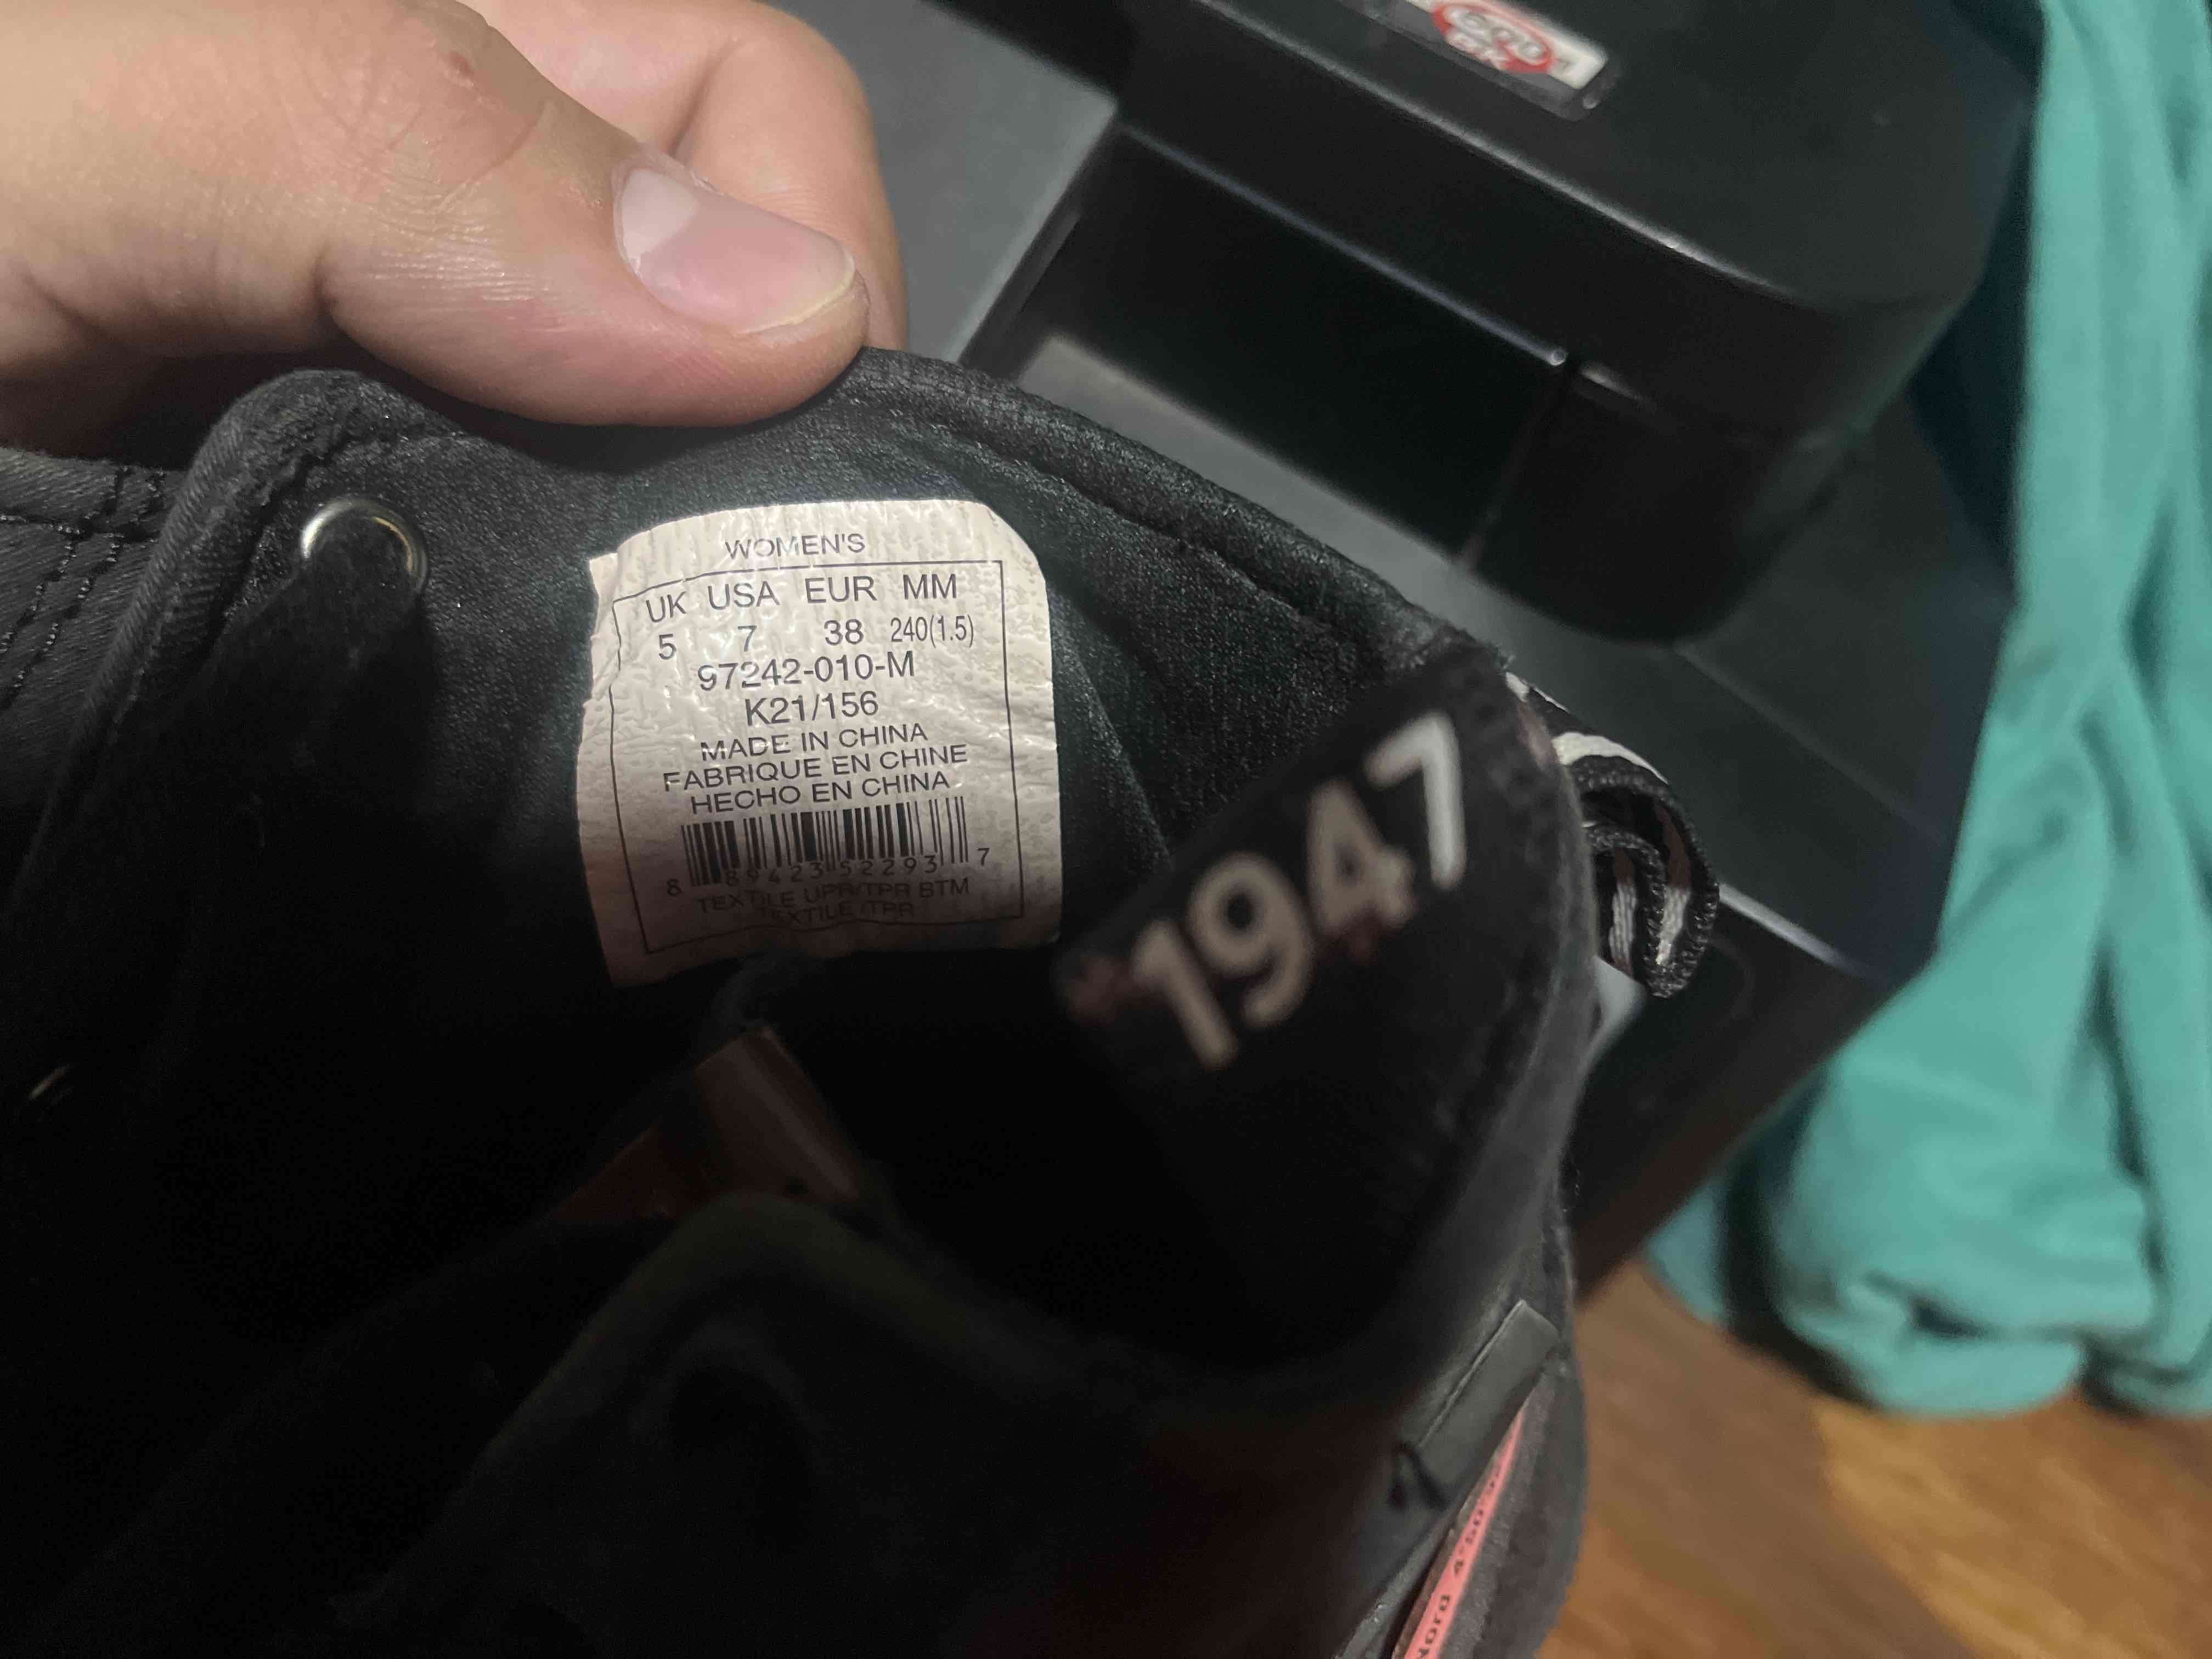 WOMEN'S
UK USA EUR MM
5 7 38 240(1.5)
97242-010-M
K21/156
MADE IN CHINA
FABRIQUE EN CHINE
HECHO EN CHINA
8 89423 52293 7
TEXTILE UPR/TPR BTM
TEXTILE /TPR
1947
Nord